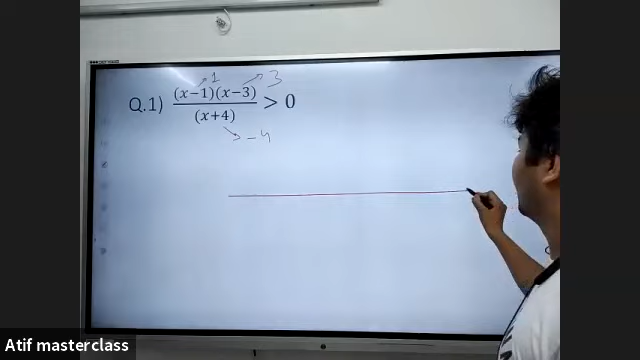 1 3
Q.1) (x-1)(x-3)/(x+4) > 0
-4
Atif masterclass